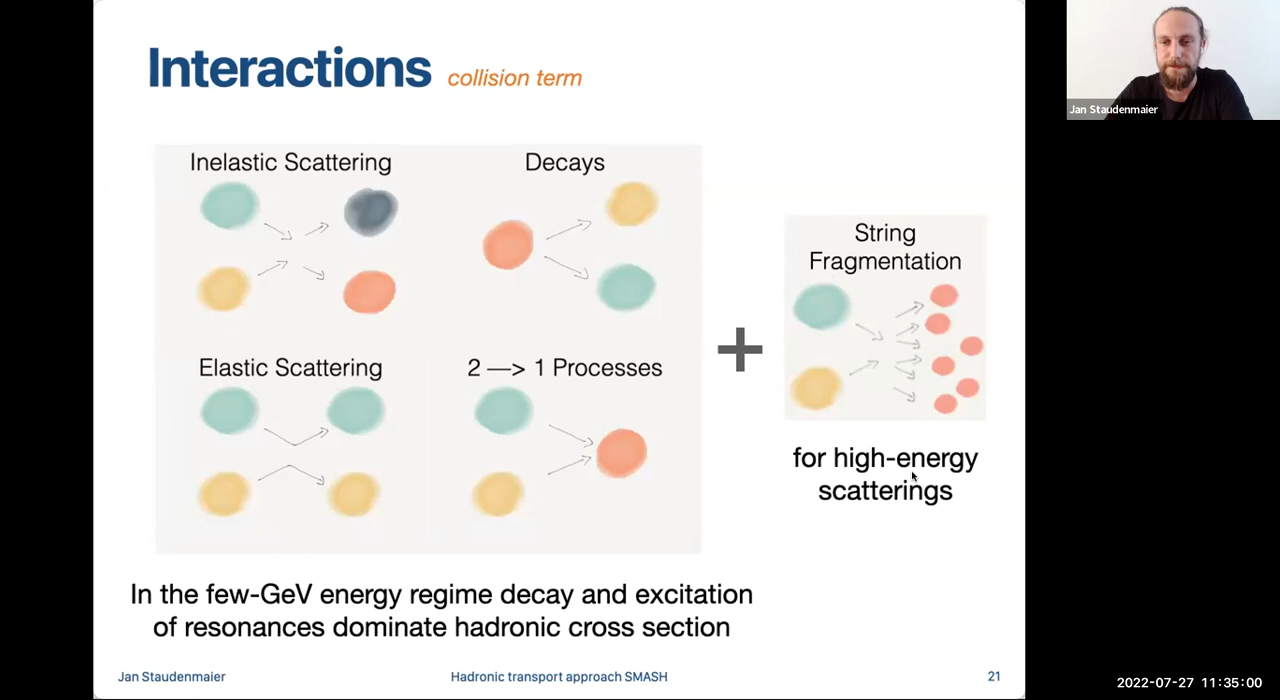 Interactions collision term
Inelastic Scattering
Decays
Elastic Scattering
2 —> 1 Processes
String
Fragmentation
for high-energy
scatterings
In the few-GeV energy regime decay and excitation
of resonances dominate hadronic cross section
Jan Staudenmaier
Hadronic transport approach SMASH
21
Jan Staudenmaier
2022-07-27 11:35:00